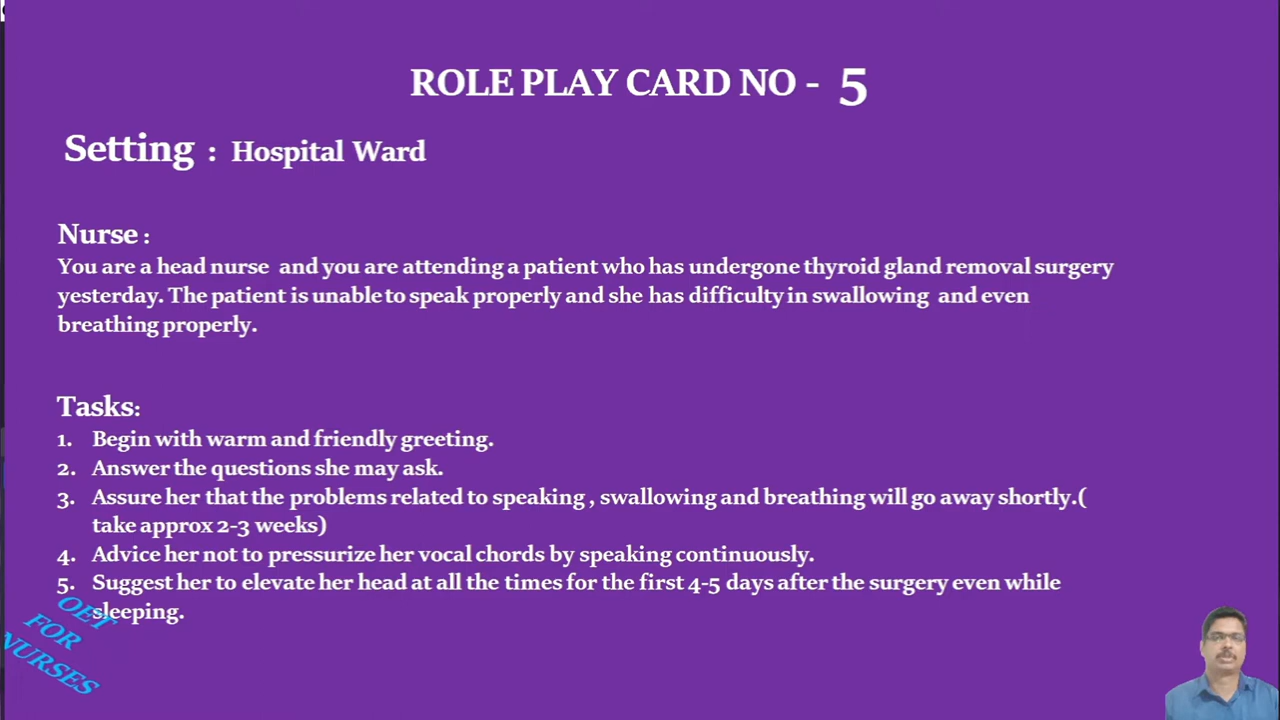 ROLE PLAY CARD NO - 5
Setting : Hospital Ward
Nurse :
You are a head nurse and you are attending a patient who has undergone thyroid gland removal surgery
yesterday. The patient is unable to speak properly and she has difficulty in swallowing and even
breathing properly.
Tasks:
1. Begin with warm and friendly greeting.
2. Answer the questions she may ask.
3. Assure her that the problems related to speaking , swallowing and breathing will go away shortly.(
take approx 2-3 weeks)
4. Advice her not to pressurize her vocal chords by speaking continuously.
5. Suggest her to elevate her head at all the times for the first 4-5 days after the surgery even while
sleeping.
OET
FOR
NURSES